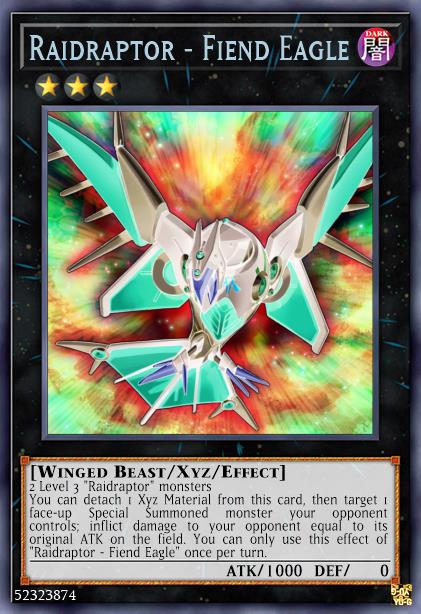 Raidraptor - Fiend Eagle
DARK
闇
[Winged Beast/Xyz/Effect]
2 Level 3 "Raidraptor" monsters
You can detach 1 Xyz Material from this card, then target 1
face-up Special Summoned monster your opponent
controls; inflict damage to your opponent equal to its
original ATK on the field. You can only use this effect of
"Raidraptor - Fiend Eagle" once per turn.
ATK/1000 DEF/ 0
52323874